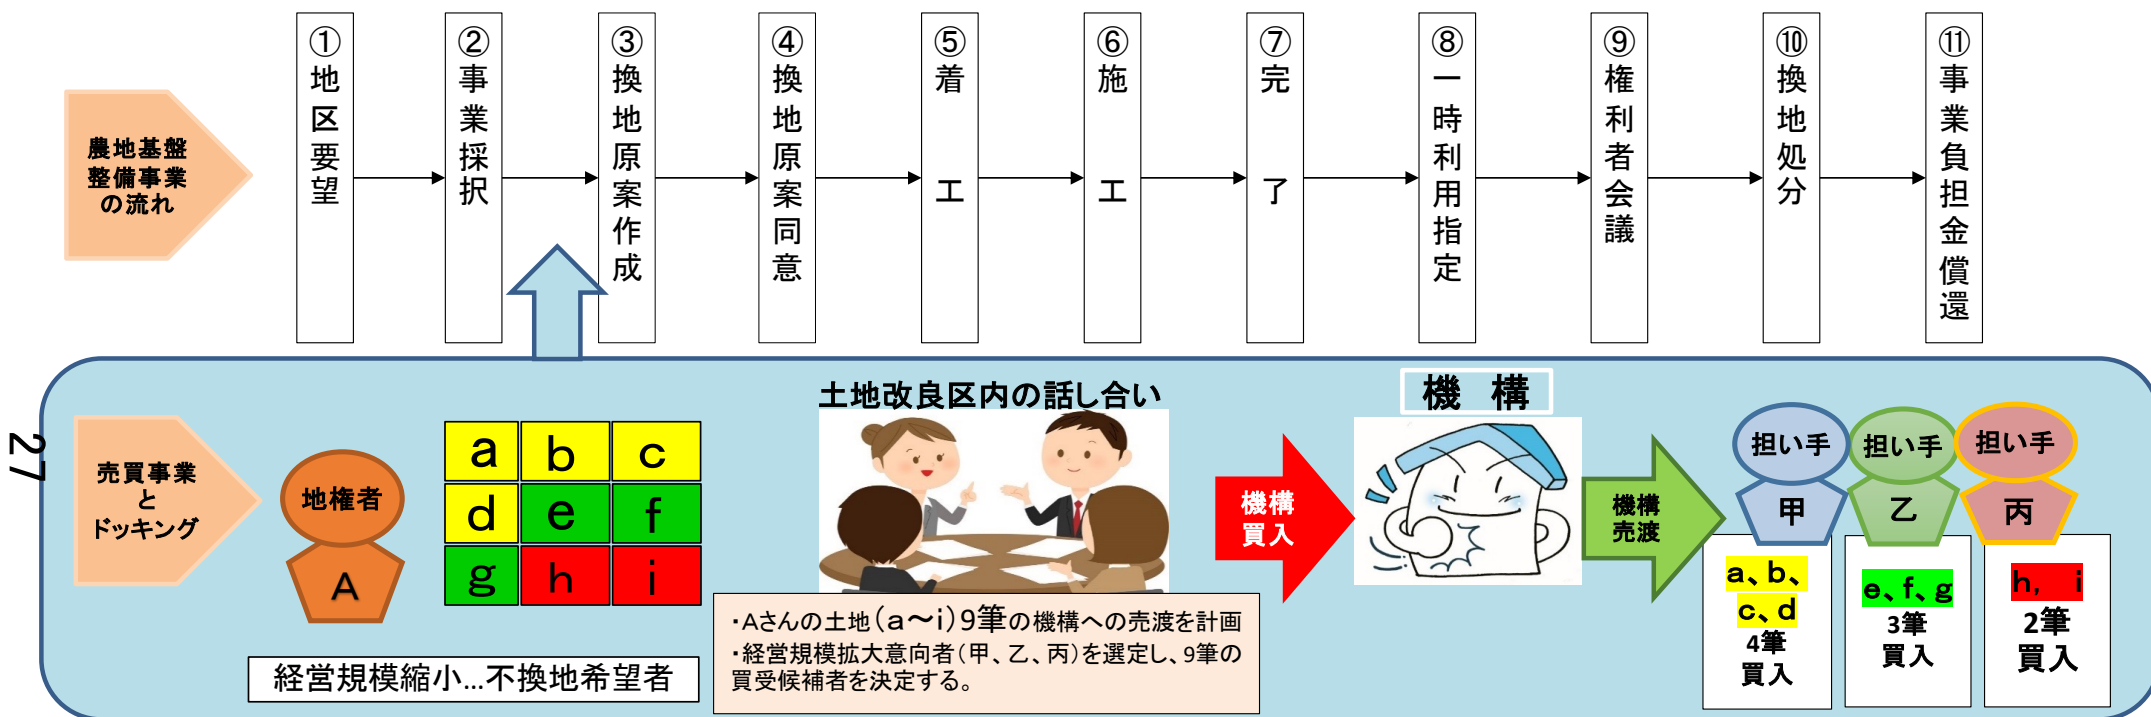 農地基盤
整備事業
の流れ
①地区要望
②事業採択
③換地原案作成
④換地原案同意
⑤着工
⑥施工
⑦完了
⑧一時利用指定
⑨権利者会議
⑩換地処分
⑪事業負担金償還
27
売買事業
と
ドッキング
地権者
A
a b c
d e f
g h i
経営規模縮小…不換地希望者
土地改良区内の話し合い
・Aさんの土地(a～i)9筆の機構への売渡を計画
・経営規模拡大意向者(甲、乙、丙)を選定し、9筆の
買受候補者を決定する。
機構
買入
機 構
機構
売渡
担い手
甲
a、b、
c、d
4筆
買入
担い手
乙
e、f、g
3筆
買入
担い手
丙
h, i
2筆
買入